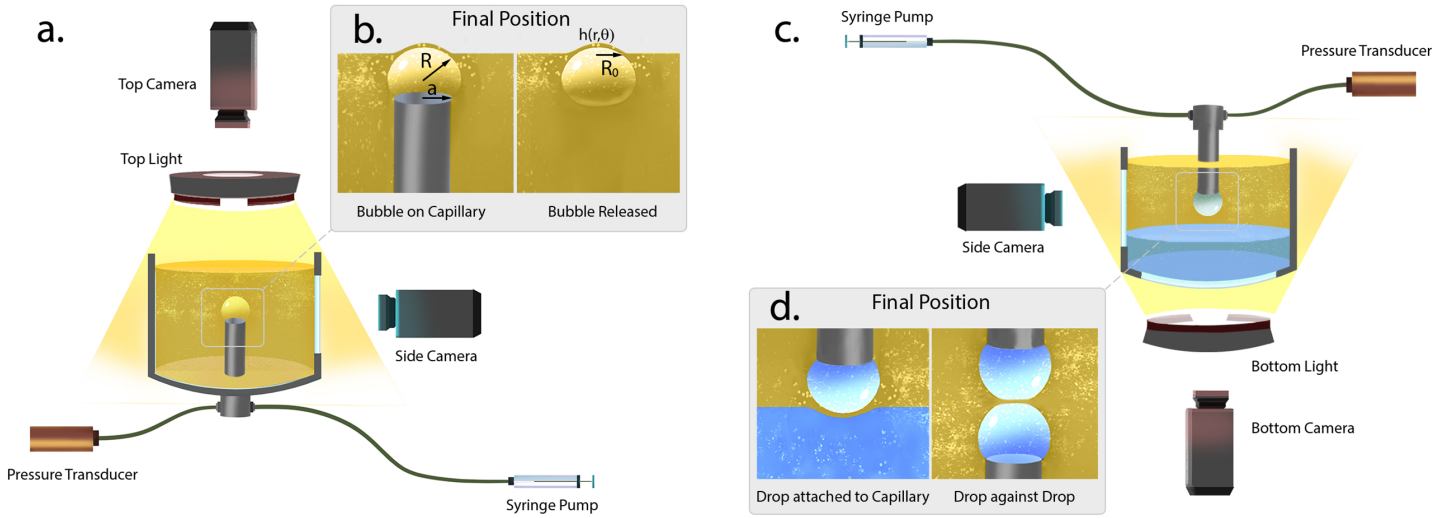 a.
Top Camera
Top Light
Side Camera
Pressure Transducer
Syringe Pump
b.
Final Position
R
a
h(r,θ)
R₀
Bubble on Capillary
Bubble Released
c.
Syringe Pump
Pressure Transducer
Side Camera
Bottom Light
Bottom Camera
d.
Final Position
Drop attached to Capillary
Drop against Drop